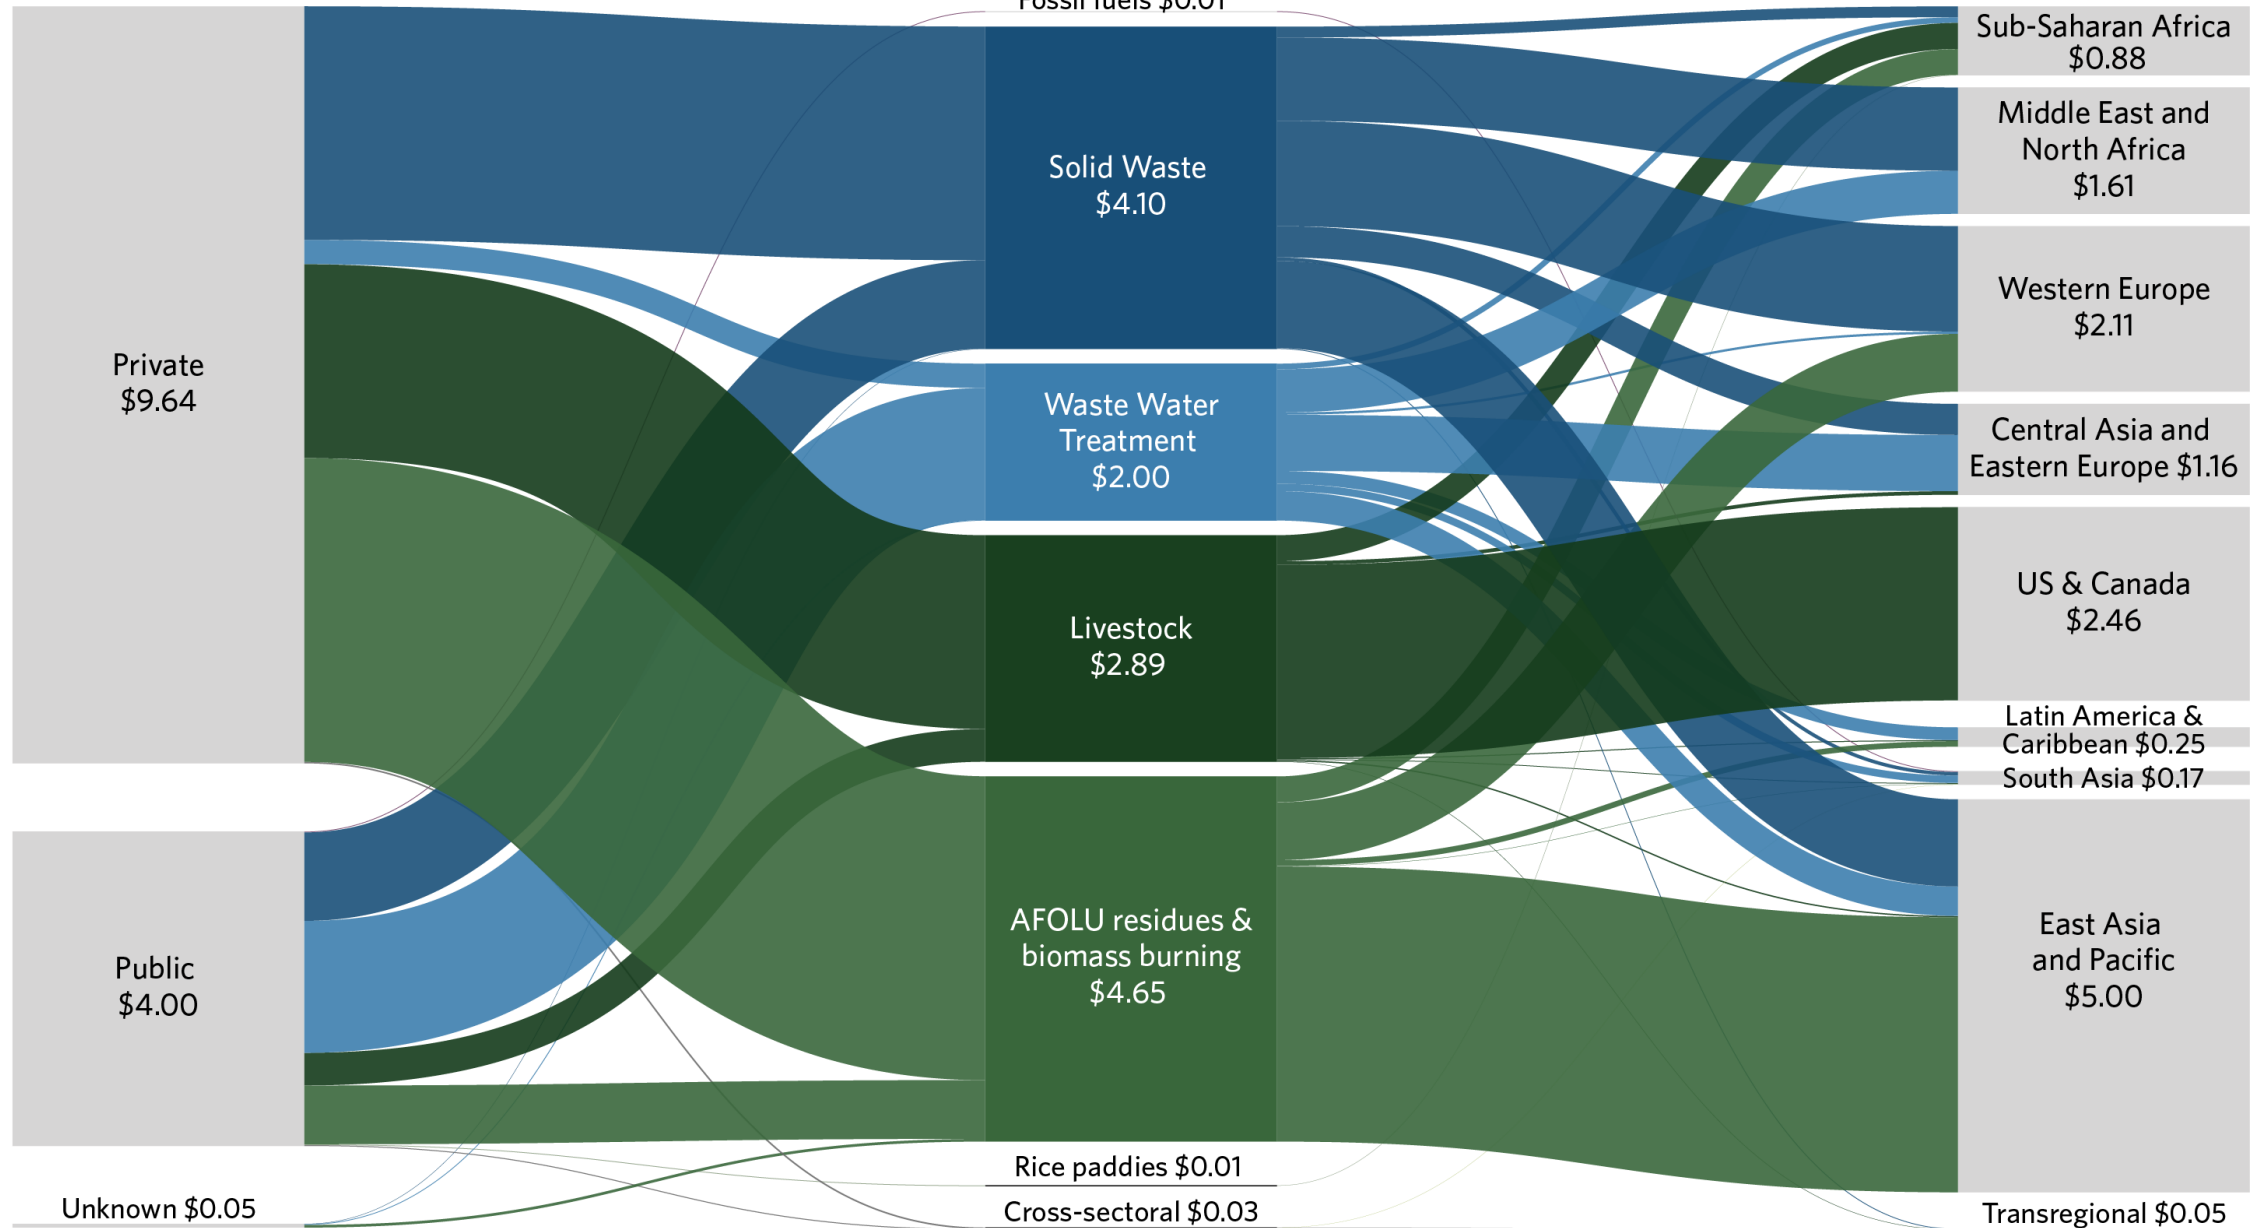 Fossil fuels $0.01
Private
$9.64
Public
$4.00
Unknown $0.05
Solid Waste
$4.10
Waste Water
Treatment
$2.00
Livestock
$2.89
AFOLU residues &
biomass burning
$4.65
Rice paddies $0.01
Cross-sectoral $0.03
Sub-Saharan Africa
$0.88
Middle East and
North Africa
$1.61
Western Europe
$2.11
Central Asia and
Eastern Europe $1.16
US & Canada
$2.46
Latin America &
Caribbean $0.25
South Asia $0.17
East Asia
and Pacific
$5.00
Transregional $0.05